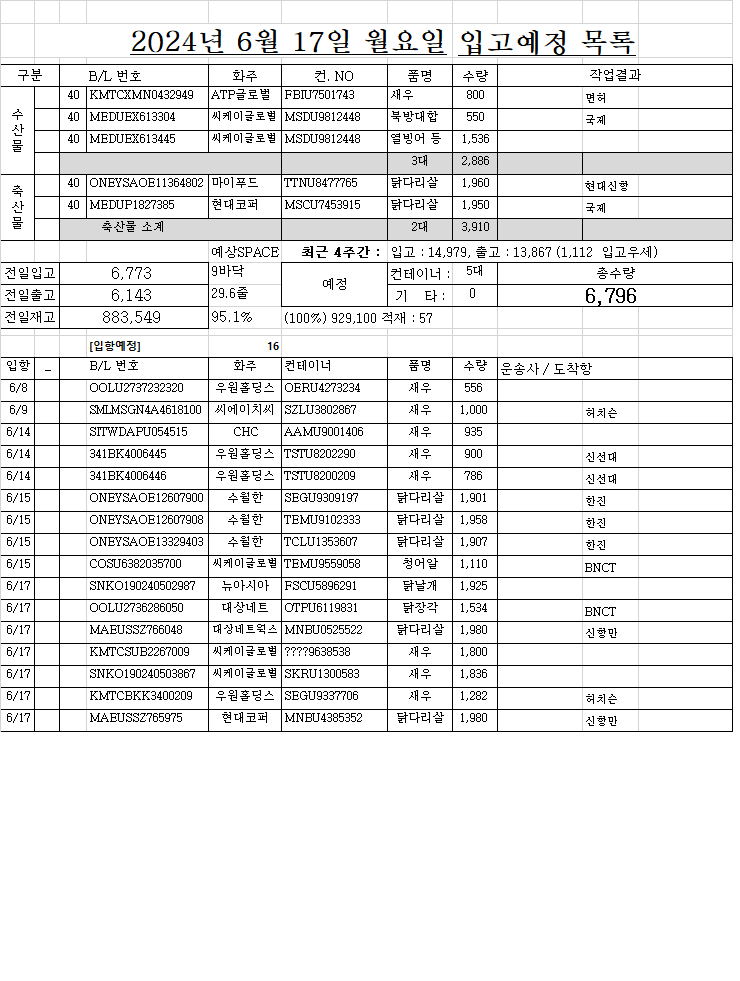 2024년 6월 17일 월요일 입고예정 목록
구분 B/L 번호 화주 컨. NO 품명 수량 작업결과
수산물
40 KMTCXMN0432949 ATP글로벌 FBIU7501743 새우 800 면허
40 MEDUEX613304 씨케이글로벌 MSDU9812448 북방대합 550 국제
40 MEDUEX613445 씨케이글로벌 MSDU9812448 열빙어 등 1,536
3대 2,886
축산물
40 ONEYSAOE11364802 마이푸드 TTNU8477765 닭다리살 1,960 현대신항
40 MEDUP1827385 현대코퍼 MSCU7453915 닭다리살 1,950 국제
축산물 소계 2대 3,910
예상SPACE 최근 4주간 : 입고 : 14,979, 출고 : 13,867 (1,112 입고우세)
전일입고 6,773 9바닥 예정 컨테이너 : 5대 총수량
전일출고 6,143 29.6줄 기 타 : 0 6,796
전일재고 883,549 95.1% (100%) 929,100 적재 : 57
[입항예정] 16
입항 _ B/L 번호 화주 컨테이너 품명 수량 운송사 / 도착항
6/8 OOLU2737232320 우원홀딩스 OERU4273234 새우 556
6/9 SMLMSGN4A4618100 씨에이치씨 SZLU3802867 새우 1,000 허치슨
6/14 SITWDAPU054515 CHC AAMU9001406 새우 935
6/14 341BK4006445 우원홀딩스 TSTU8202290 새우 900 신선대
6/14 341BK4006446 우원홀딩스 TSTU8200209 새우 786 신선대
6/15 ONEYSAOE12607900 수월한 SEGU9309197 닭다리살 1,901 한진
6/15 ONEYSAOE12607908 수월한 TEMU9102333 닭다리살 1,958 한진
6/15 ONEYSAOE13329403 수월한 TCLU1353607 닭다리살 1,907 한진
6/15 COSU6382035700 씨케이글로벌 TEMU9559058 청어알 1,110 BNCT
6/17 SNKO190240502987 뉴아시아 FSCU5896291 닭날개 1,925
6/17 OOLU2736286050 대상네트 OTPU6119831 닭장각 1,534 BNCT
6/17 MAEUSSZ766048 대상네트웍스 MNBU0525522 닭다리살 1,980 신항만
6/17 KMTCSUB2267009 씨케이글로벌 ????9638538 새우 1,800
6/17 SNKO190240503867 씨케이글로벌 SKRU1300583 새우 1,836
6/17 KMTCBKK3400209 우원홀딩스 SEGU9337706 새우 1,282 허치슨
6/17 MAEUSSZ765975 현대코퍼 MNBU4385352 닭다리살 1,980 신항만